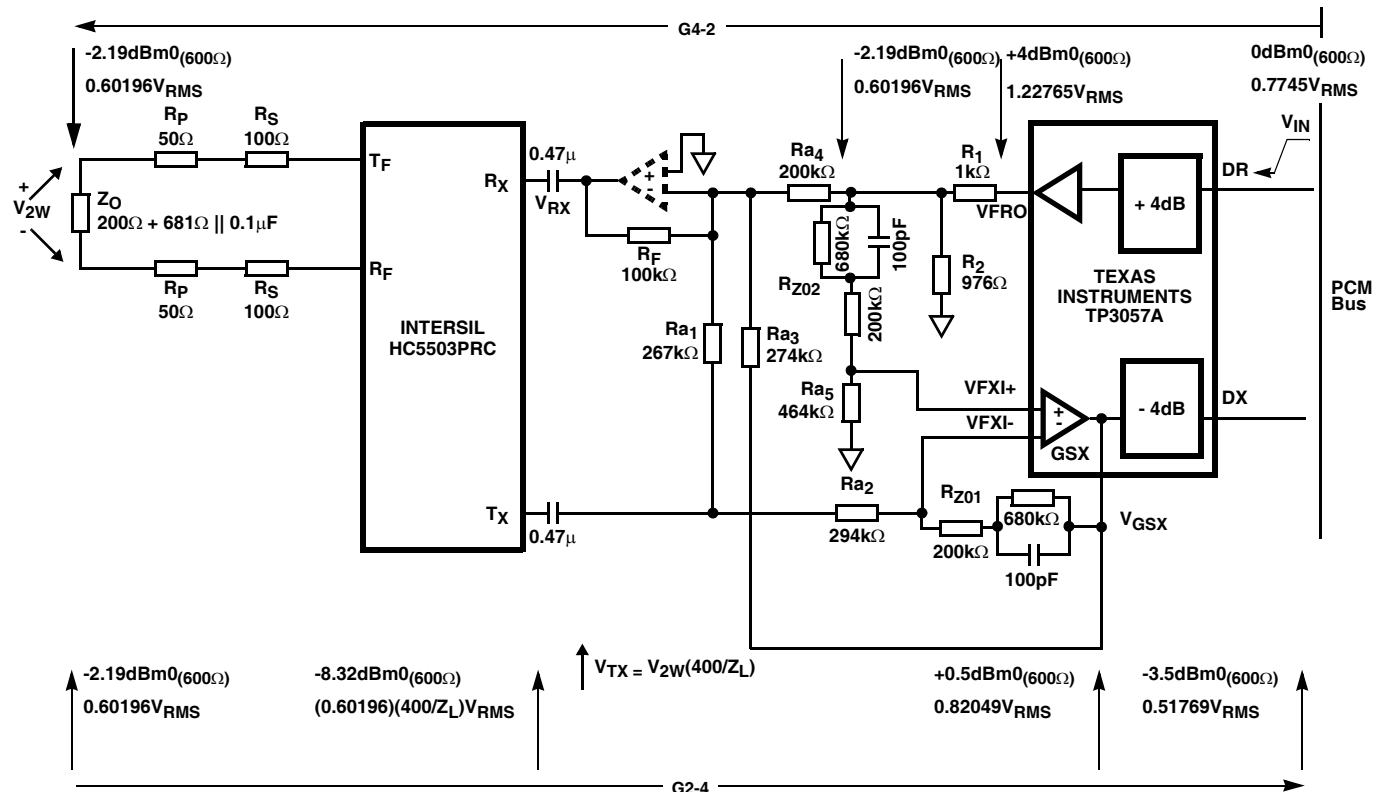 G4-2
-2.19dBm0(600Ω)
0.60196VRMS
-2.19dBm0(600Ω)
0.60196VRMS
+4dBm0(600Ω)
1.22765VRMS
0dBm0(600Ω)
0.7745VRMS
VIN
RP
50Ω
RS
100Ω
TF
0.47µ
RX
VRX
+
-
Ra4
200kΩ
R1
1kΩ
VFRO
+ 4dB
DR
+
V2W
-
ZO
200Ω + 681Ω || 0.1µF
RF
100kΩ
680kΩ
100pF
RZ02
200kΩ
R2
976Ω
TEXAS
INSTRUMENTS
TP3057A
PCM
Bus
RF
RP
50Ω
RS
100Ω
INTERSIL
HC5503PRC
Ra1
267kΩ
Ra3
274kΩ
Ra5
464kΩ
VFXI+
VFXI-
+
-
GSX
- 4dB
DX
TX
0.47µ
Ra2
294kΩ
RZ01
200kΩ
680kΩ
100pF
VGSX
-2.19dBm0(600Ω)
0.60196VRMS
-8.32dBm0(600Ω)
(0.60196)(400/ZL)VRMS
VTX = V2W(400/ZL)
+0.5dBm0(600Ω)
0.82049VRMS
-3.5dBm0(600Ω)
0.51769VRMS
G2-4